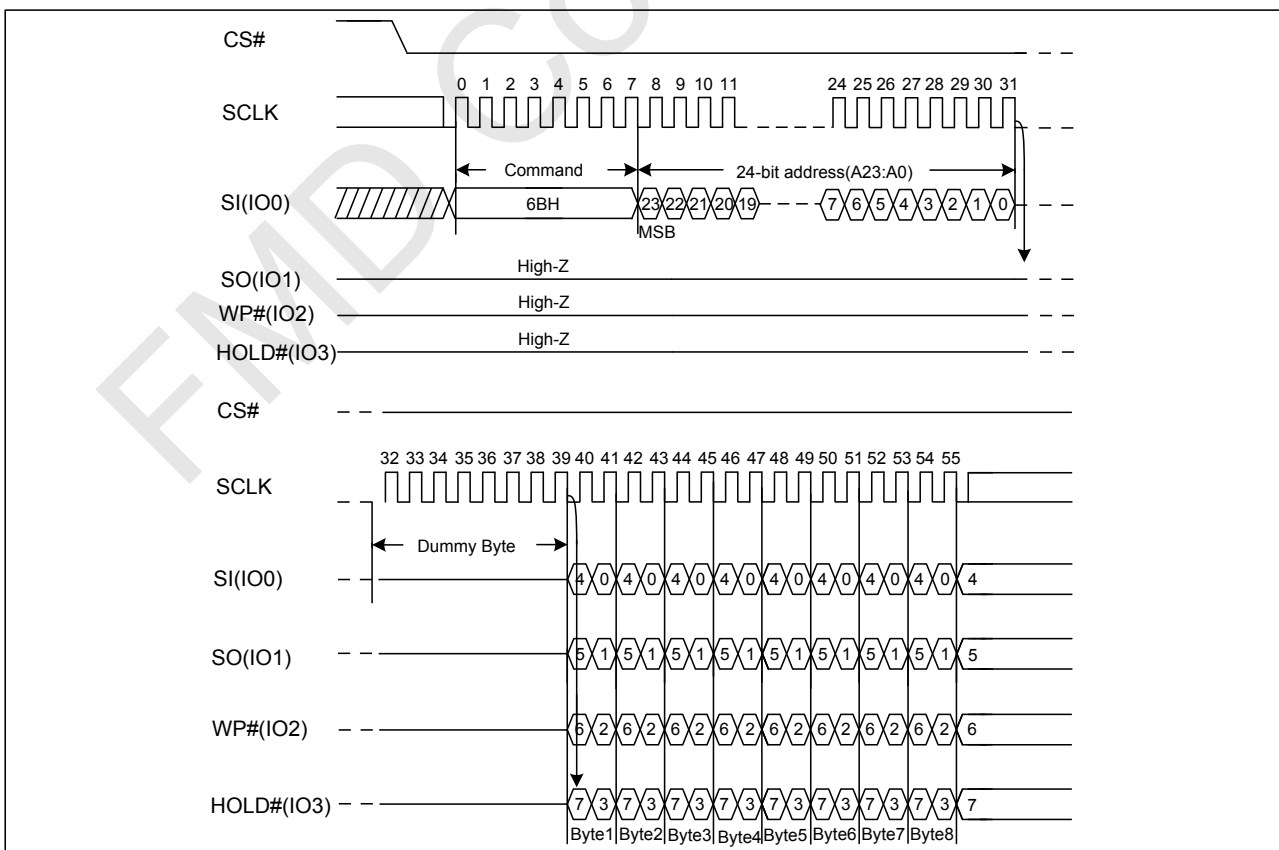 CS#
0 1 2 3 4 5 6 7 8 9 10 11 24 25 26 27 28 29 30 31
SCLK
Command 24-bit address(A23:A0)
SI(IO0) 6BH 23 22 21 20 19 7 6 5 4 3 2 1 0
MSB
High-Z
SO(IO1)
High-Z
WP#(IO2)
High-Z
HOLD#(IO3)
CS#
32 33 34 35 36 37 38 39 40 41 42 43 44 45 46 47 48 49 50 51 52 53 54 55
SCLK
Dummy Byte
SI(IO0) 4 0 4 0 4 0 4 0 4 0 4 0 4 0 4 0 4
SO(IO1) 5 1 5 1 5 1 5 1 5 1 5 1 5 1 5 1 5
WP#(IO2) 6 2 6 2 6 2 6 2 6 2 6 2 6 2 6 2 6
HOLD#(IO3) 7 3 7 3 7 3 7 3 7 3 7 3 7 3 7 3 7
Byte1 Byte2 Byte3 Byte4 Byte5 Byte6 Byte7 Byte8
FMD Co